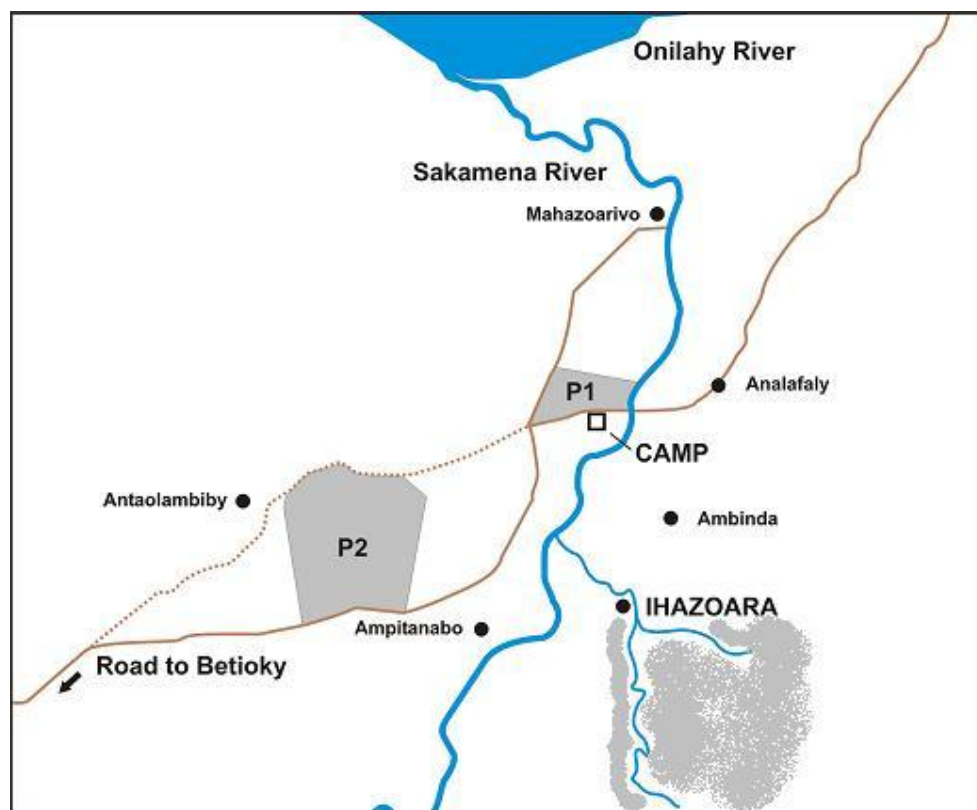 Onilahy River
Sakamena River
Mahazoarivo
P1
Analafaly
CAMP
Antaolambiby
Ambinda
P2
IHAZOARA
Ampitanabo
Road to Betioky